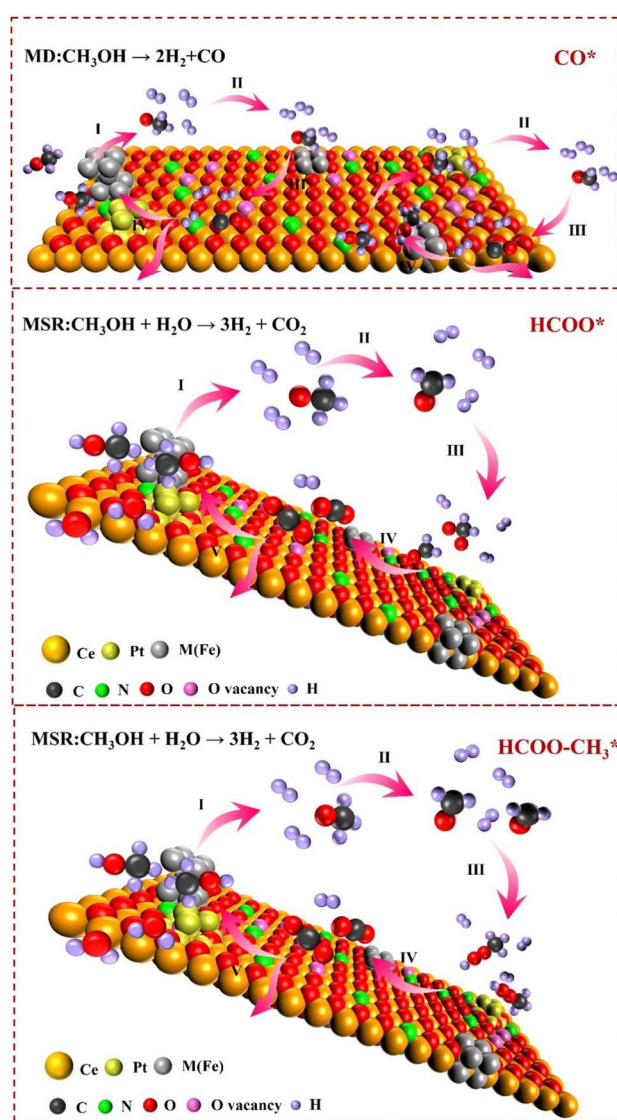 MD:CH₃OH → 2H₂+CO
CO*
I
II
III
IV
I
II
III
V
MSR:CH₃OH + H₂O → 3H₂ + CO₂
HCOO*
I
II
III
IV
V
Ce Pt M(Fe)
C N O O vacancy H
MSR:CH₃OH + H₂O → 3H₂ + CO₂
HCOO-CH₃*
I
II
III
IV
V
Ce Pt M(Fe)
C N O O vacancy H